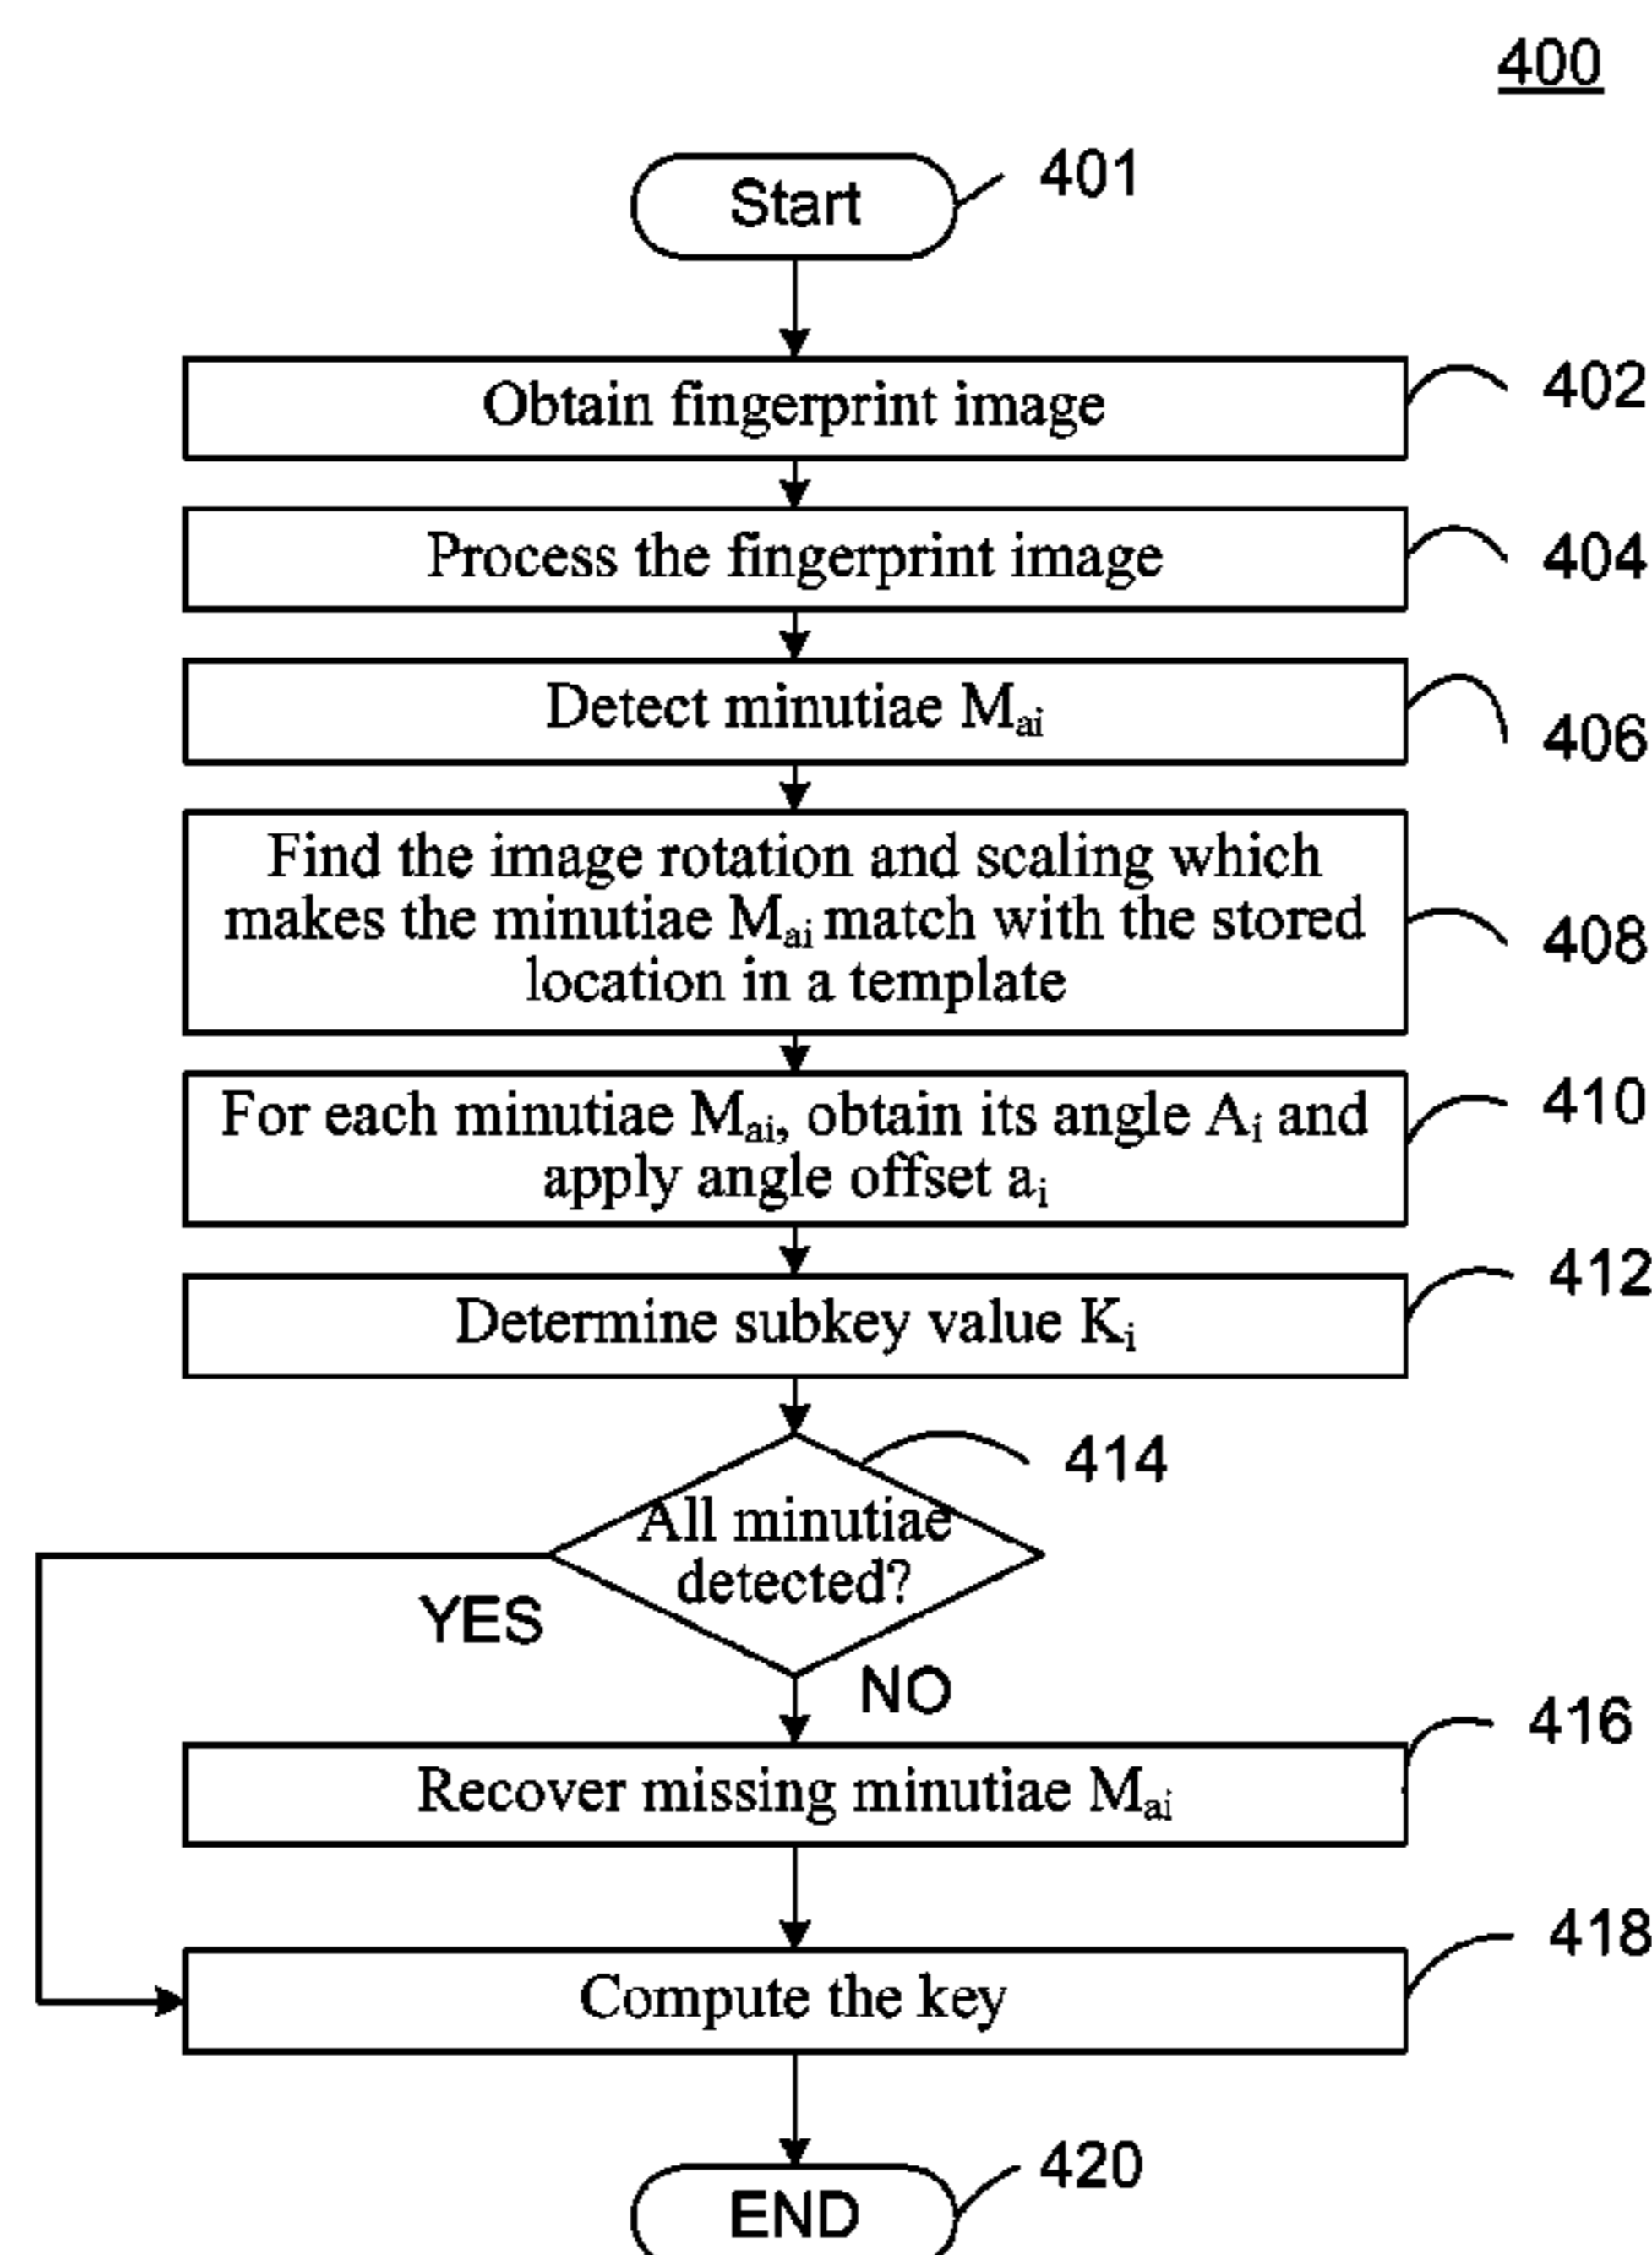 400
Start
401
Obtain fingerprint image
402
Process the fingerprint image
404
Detect minutiae Mai
406
Find the image rotation and scaling which
makes the minutiae Mai match with the stored
location in a template
408
For each minutiae Mai, obtain its angle Ai and
apply angle offset ai
410
Determine subkey value Ki
412
414
All minutiae
detected?
YES
NO
Recover missing minutiae Mai
416
Compute the key
418
END
420